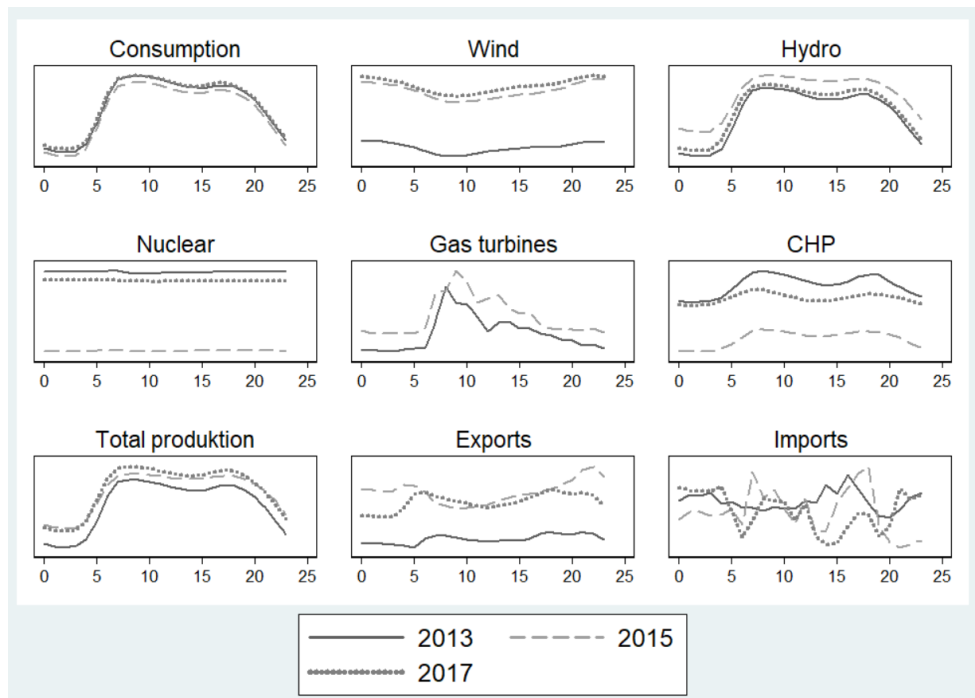 Consumption Wind Hydro
0 5 10 15 20 25 0 5 10 15 20 25 0 5 10 15 20 25
Nuclear Gas turbines CHP
0 5 10 15 20 25 0 5 10 15 20 25 0 5 10 15 20 25
Total produktion Exports Imports
0 5 10 15 20 25 0 5 10 15 20 25 0 5 10 15 20 25
2013 2015
2017